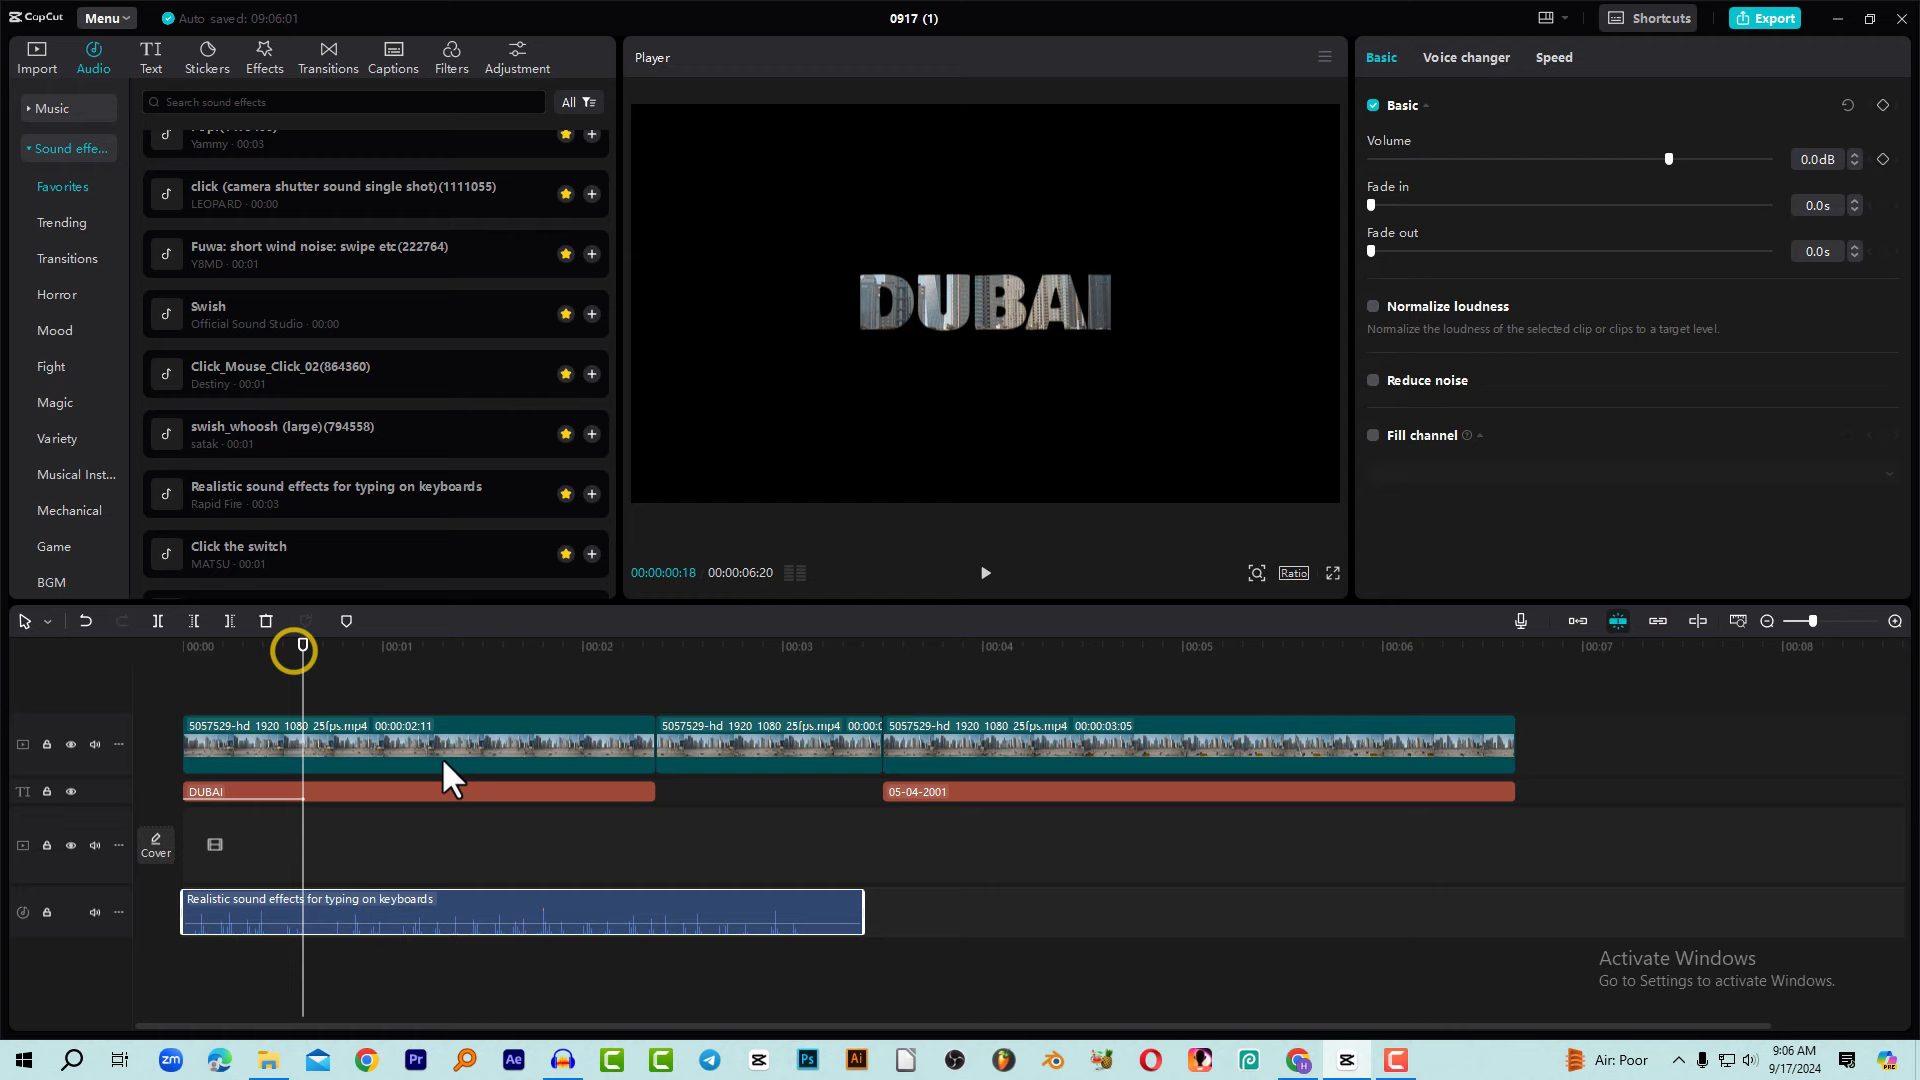 CapCut
Menu
Auto saved: 09:06:01
0917 (1)
Shortcuts
Export
Import
Audio
Text
Stickers
Effects
Transitions
Captions
Filters
Adjustment
Music
Sound effe...
Favorites
Trending
Transitions
Horror
Mood
Fight
Magic
Variety
Musical Inst...
Mechanical
Game
BGM
Search sound effects
All
Yammy · 00:03
click (camera shutter sound single shot)(1111055)
LEOPARD · 00:00
Fuwa: short wind noise: swipe etc(222764)
Y8MD · 00:01
Swish
Official Sound Studio · 00:00
Click_Mouse_Click_02(864360)
Destiny · 00:01
swish_whoosh (large)(794558)
satak · 00:01
Realistic sound effects for typing on keyboards
Rapid Fire · 00:03
Click the switch
MATSU · 00:01
Player
DUBAI
00:00:00:18
00:00:06:20
Ratio
Basic
Voice changer
Speed
Basic
Volume
0.0dB
Fade in
0.0s
Fade out
0.0s
Normalize loudness
Normalize the loudness of the selected clip or clips to a target level.
Reduce noise
Fill channel
00:00
00:01
00:02
00:03
00:04
00:05
00:06
00:07
00:08
5057529-hd_1920_1080_25fps.mp4 00:00:02:11
5057529-hd_1920_1080_25fps.mp4 00:00:0
5057529-hd_1920_1080_25fps.mp4 00:00:03:05
TI
DUBAI
05-04-2001
Cover
Realistic sound effects for typing on keyboards
Activate Windows
Go to Settings to activate Windows.
zm
Pr
Ae
Ps
Ai
Air: Poor
9:06 AM
9/17/2024
PRE